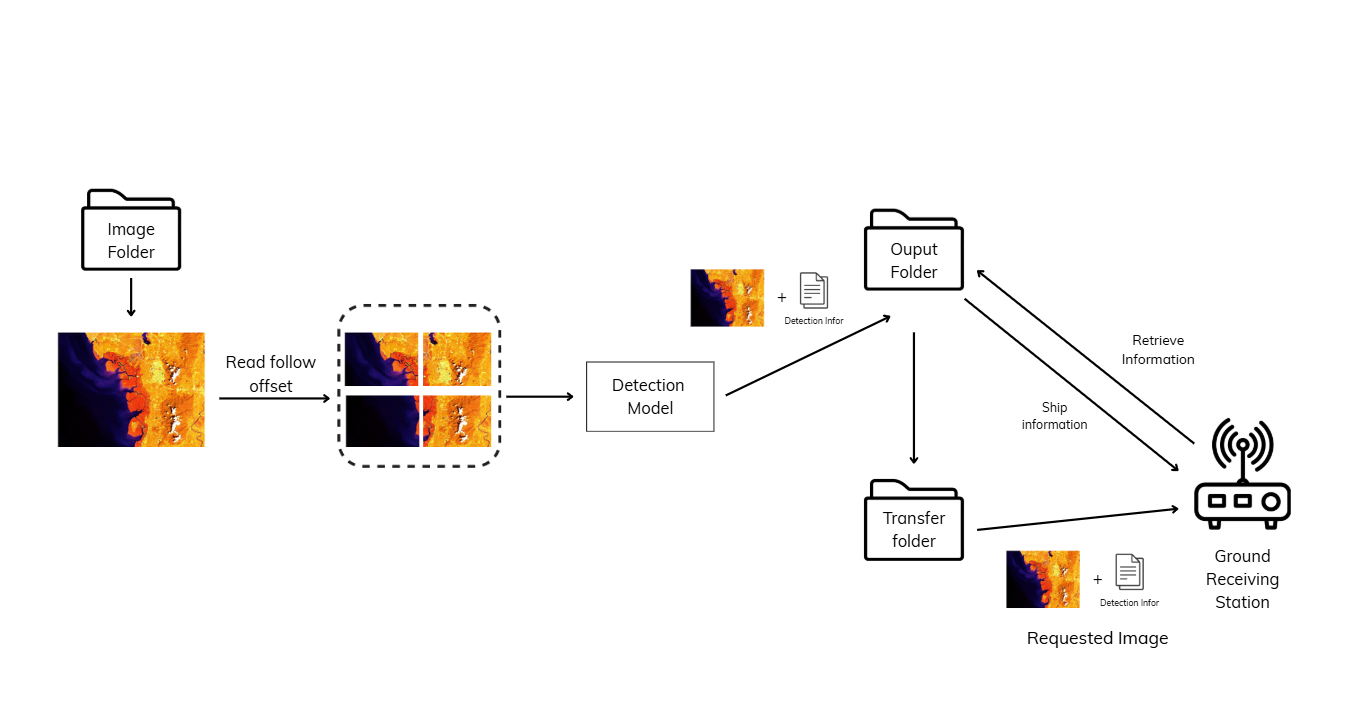 Image
Folder
Read follow
offset
Detection
Model
+
Detection Infor
Ouput
Folder
Retrieve
Information
Ship
information
Transfer
folder
+
Detection Infor
Requested Image
Ground
Receiving
Station